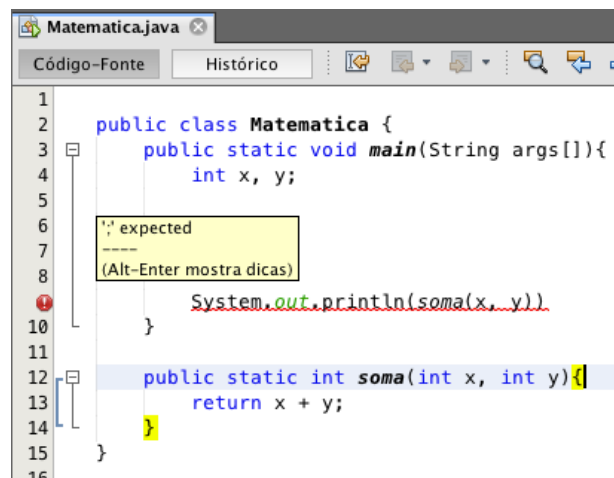 Matematica.java
Código-Fonte Histórico
1
2 public class Matematica {
3 public static void main(String args[]){
4 int x, y;
5
6 ';' expected
7 ----
8 (Alt-Enter mostra dicas)
System.out.println(soma(x, y))
10 }
11
12 public static int soma(int x, int y){
13 return x + y;
14 }
15 }
16